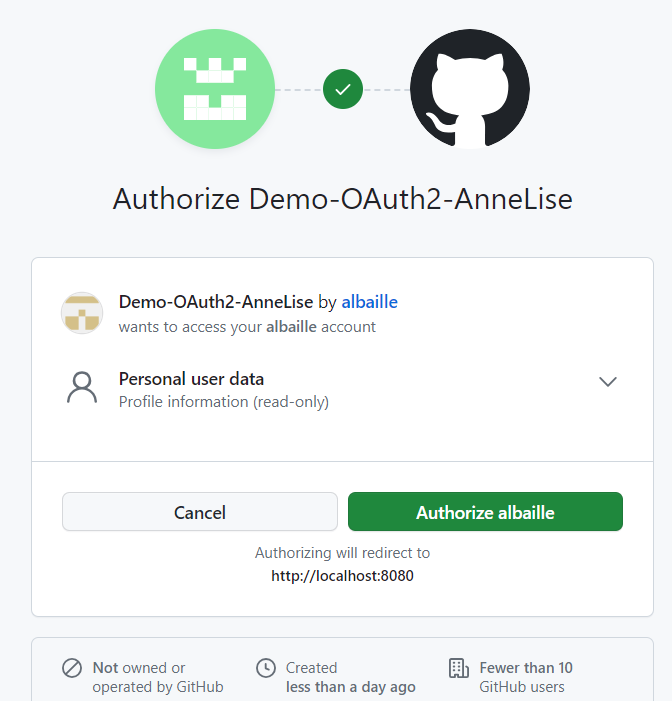 Authorize Demo-OAuth2-AnneLise
Demo-OAuth2-AnneLise by albaille
wants to access your albaille account
Personal user data
Profile information (read-only)
Cancel
Authorize albaille
Authorizing will redirect to
http://localhost:8080
Not owned or
operated by GitHub
Created
less than a day ago
Fewer than 10
GitHub users